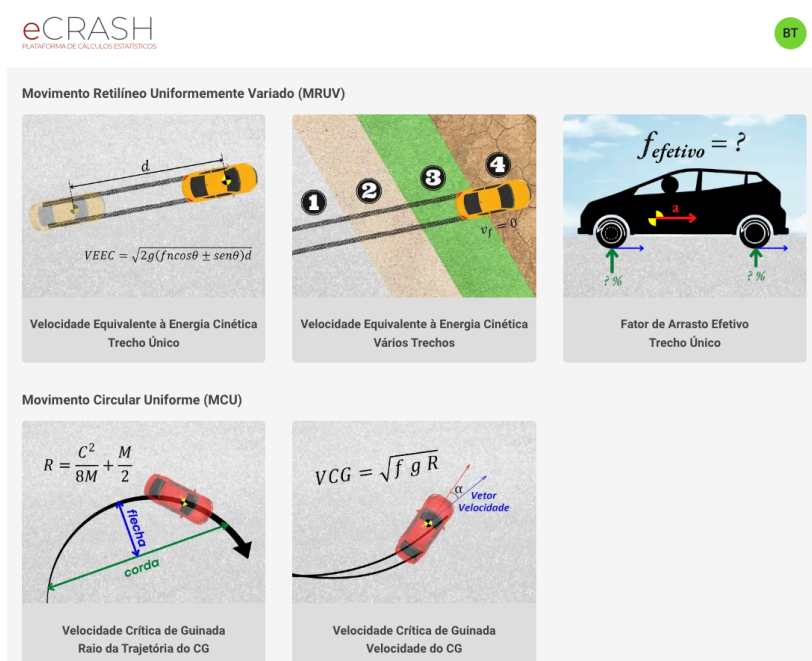 eCRASH
PLATAFORMA DE CÁLCULOS ESTATÍSTICOS
BT
Movimento Retilíneo Uniformemente Variado (MRUV)
d
VEEC = √2g(fncosθ ± senθ)d
Velocidade Equivalente à Energia Cinética
Trecho Único
1
2
3
4
v_f = 0
Velocidade Equivalente à Energia Cinética
Vários Trechos
f_efetivo = ?
a
? %
? %
Fator de Arrasto Efetivo
Trecho Único
Movimento Circular Uniforme (MCU)
R = C²/8M + M/2
flecha
corda
Velocidade Crítica de Guinada
Raio da Trajetória do CG
VCG = √f g R
α
Vetor
Velocidade
Velocidade Crítica de Guinada
Velocidade do CG